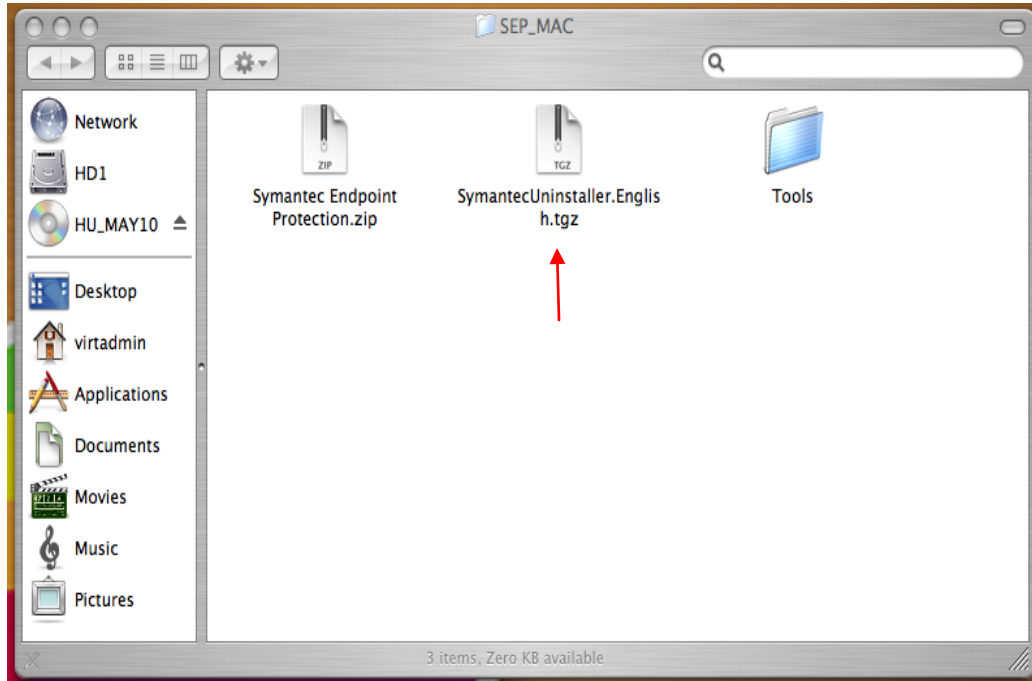 SEP_MAC
Network
HD1
HU_MAY10
Desktop
virtadmin
Applications
Documents
Movies
Music
Pictures
ZIP
Symantec Endpoint
Protection.zip
TGZ
SymantecUninstaller.Englis
h.tgz
Tools
3 items, Zero KB available